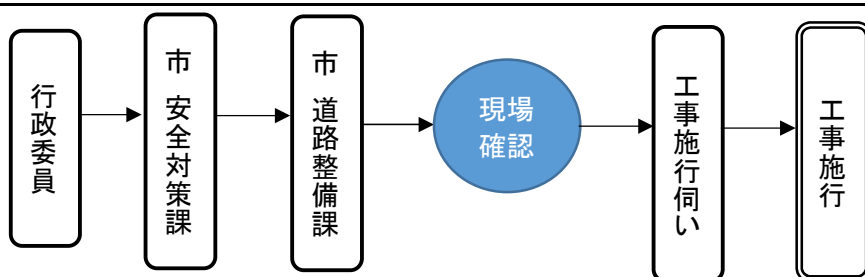 行政委員
市 安全対策課
市 道路整備課
現場
確認
工事施行伺い
工事施行